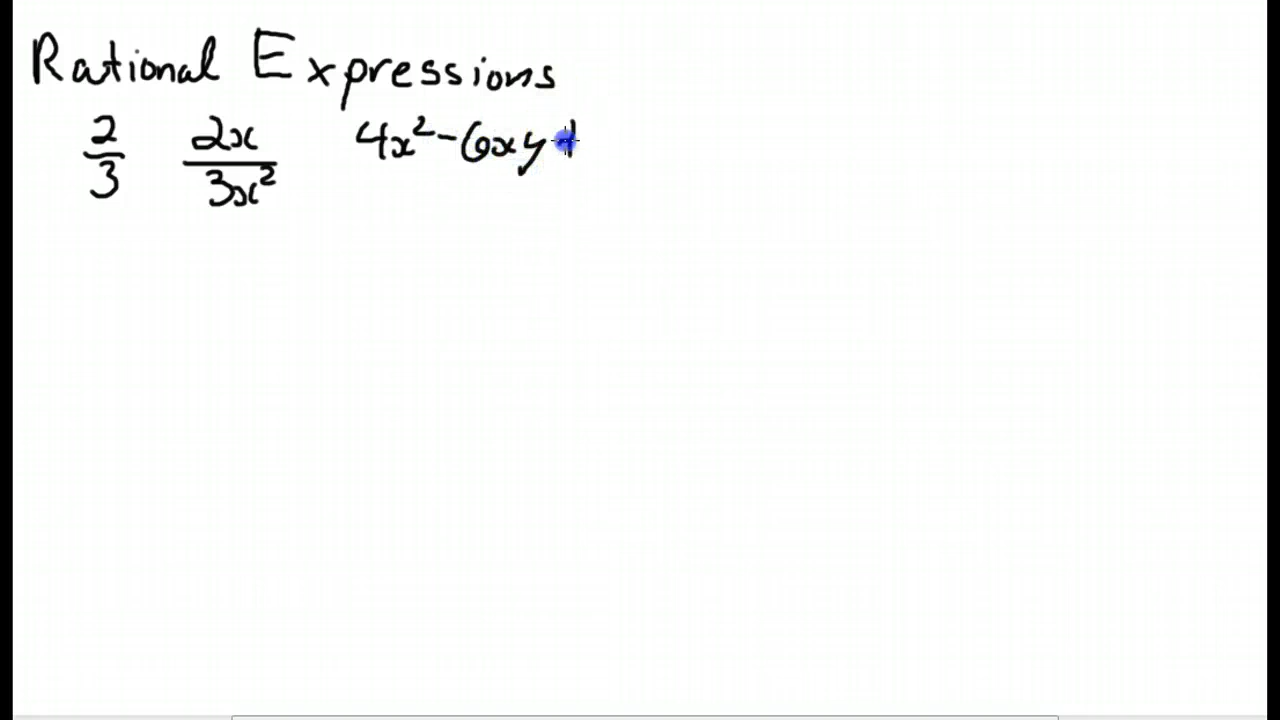 Rational Expressions
2/3 2x/3x² 4x²-6xy+